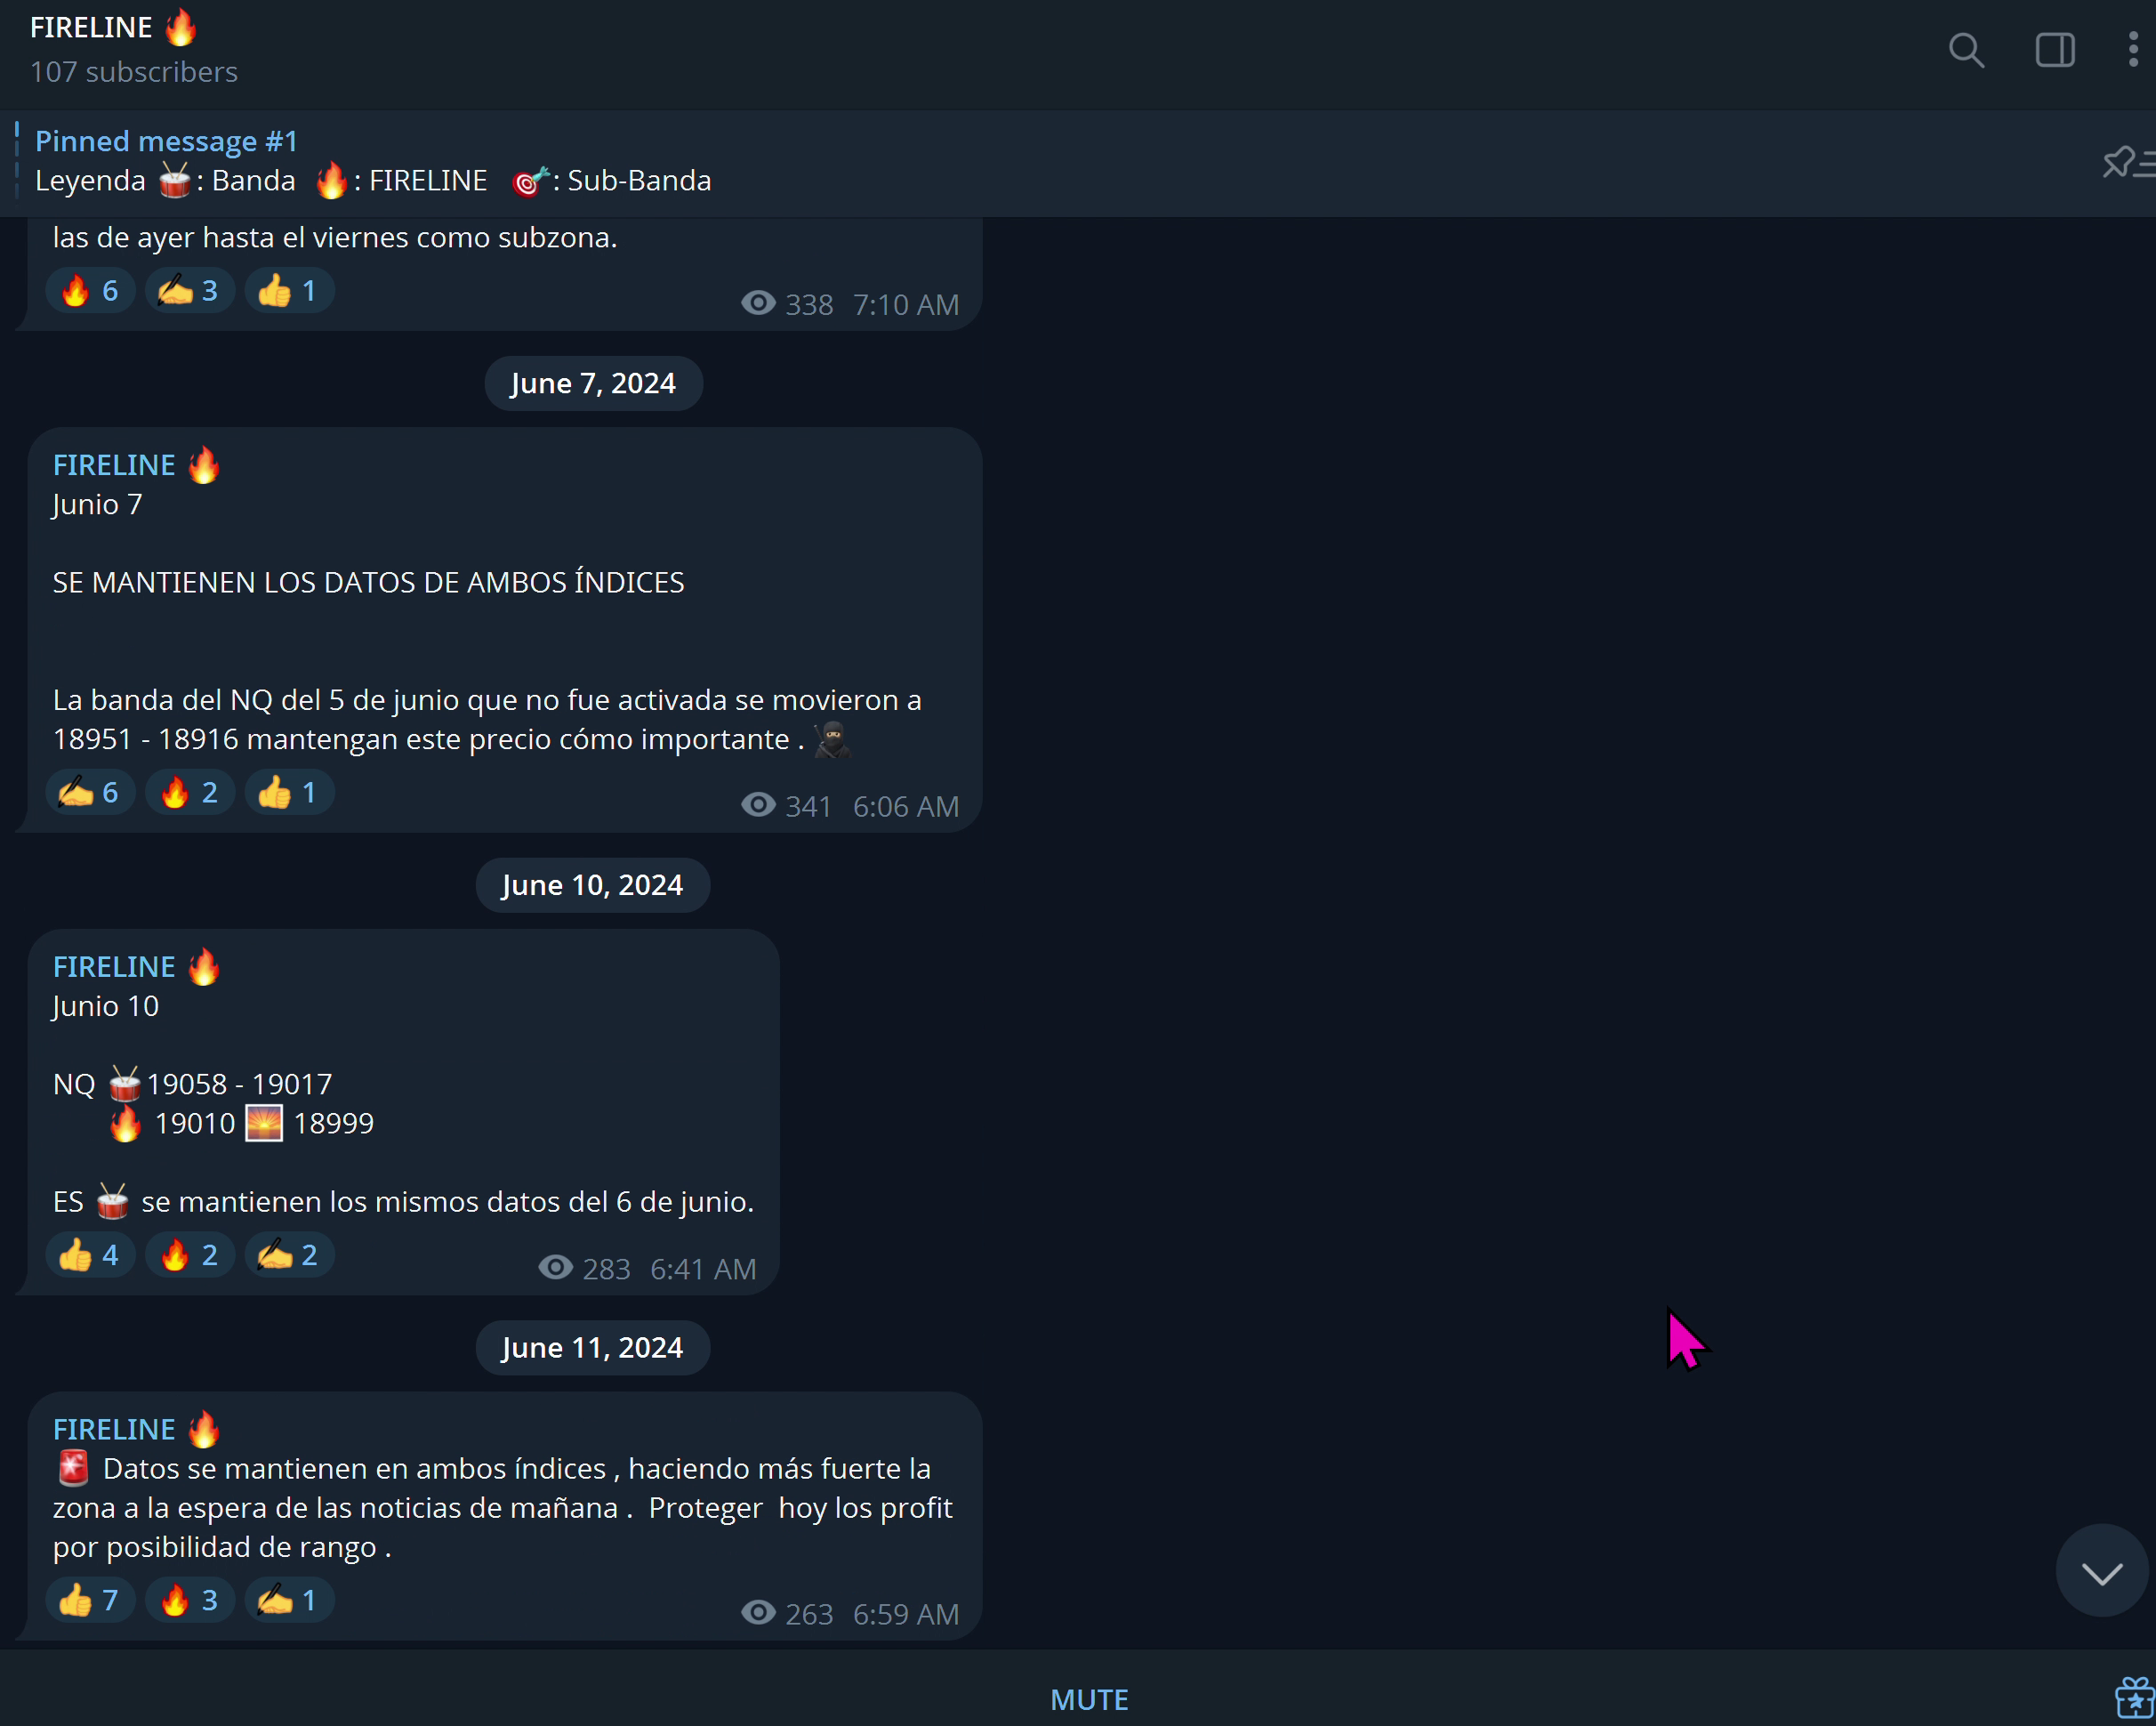 FIRELINE 🔥
107 subscribers
Pinned message #1
Leyenda 🥁: Banda 🔥: FIRELINE 🎯: Sub-Banda
las de ayer hasta el viernes como subzona.
🔥 6 ✍️ 3 👍 1
338 7:10 AM
June 7, 2024
FIRELINE 🔥
Junio 7
SE MANTIENEN LOS DATOS DE AMBOS ÍNDICES
La banda del NQ del 5 de junio que no fue activada se movieron a
18951 - 18916 mantengan este precio cómo importante . 🥷
✍️ 6 🔥 2 👍 1
341 6:06 AM
June 10, 2024
FIRELINE 🔥
Junio 10
NQ 🥁19058 - 19017
🔥 19010 🌅 18999
ES 🥁 se mantienen los mismos datos del 6 de junio.
👍 4 🔥 2 ✍️ 2
283 6:41 AM
June 11, 2024
FIRELINE 🔥
🚨 Datos se mantienen en ambos índices , haciendo más fuerte la
zona a la espera de las noticias de mañana . Proteger hoy los profit
por posibilidad de rango .
👍 7 🔥 3 ✍️ 1
263 6:59 AM
MUTE